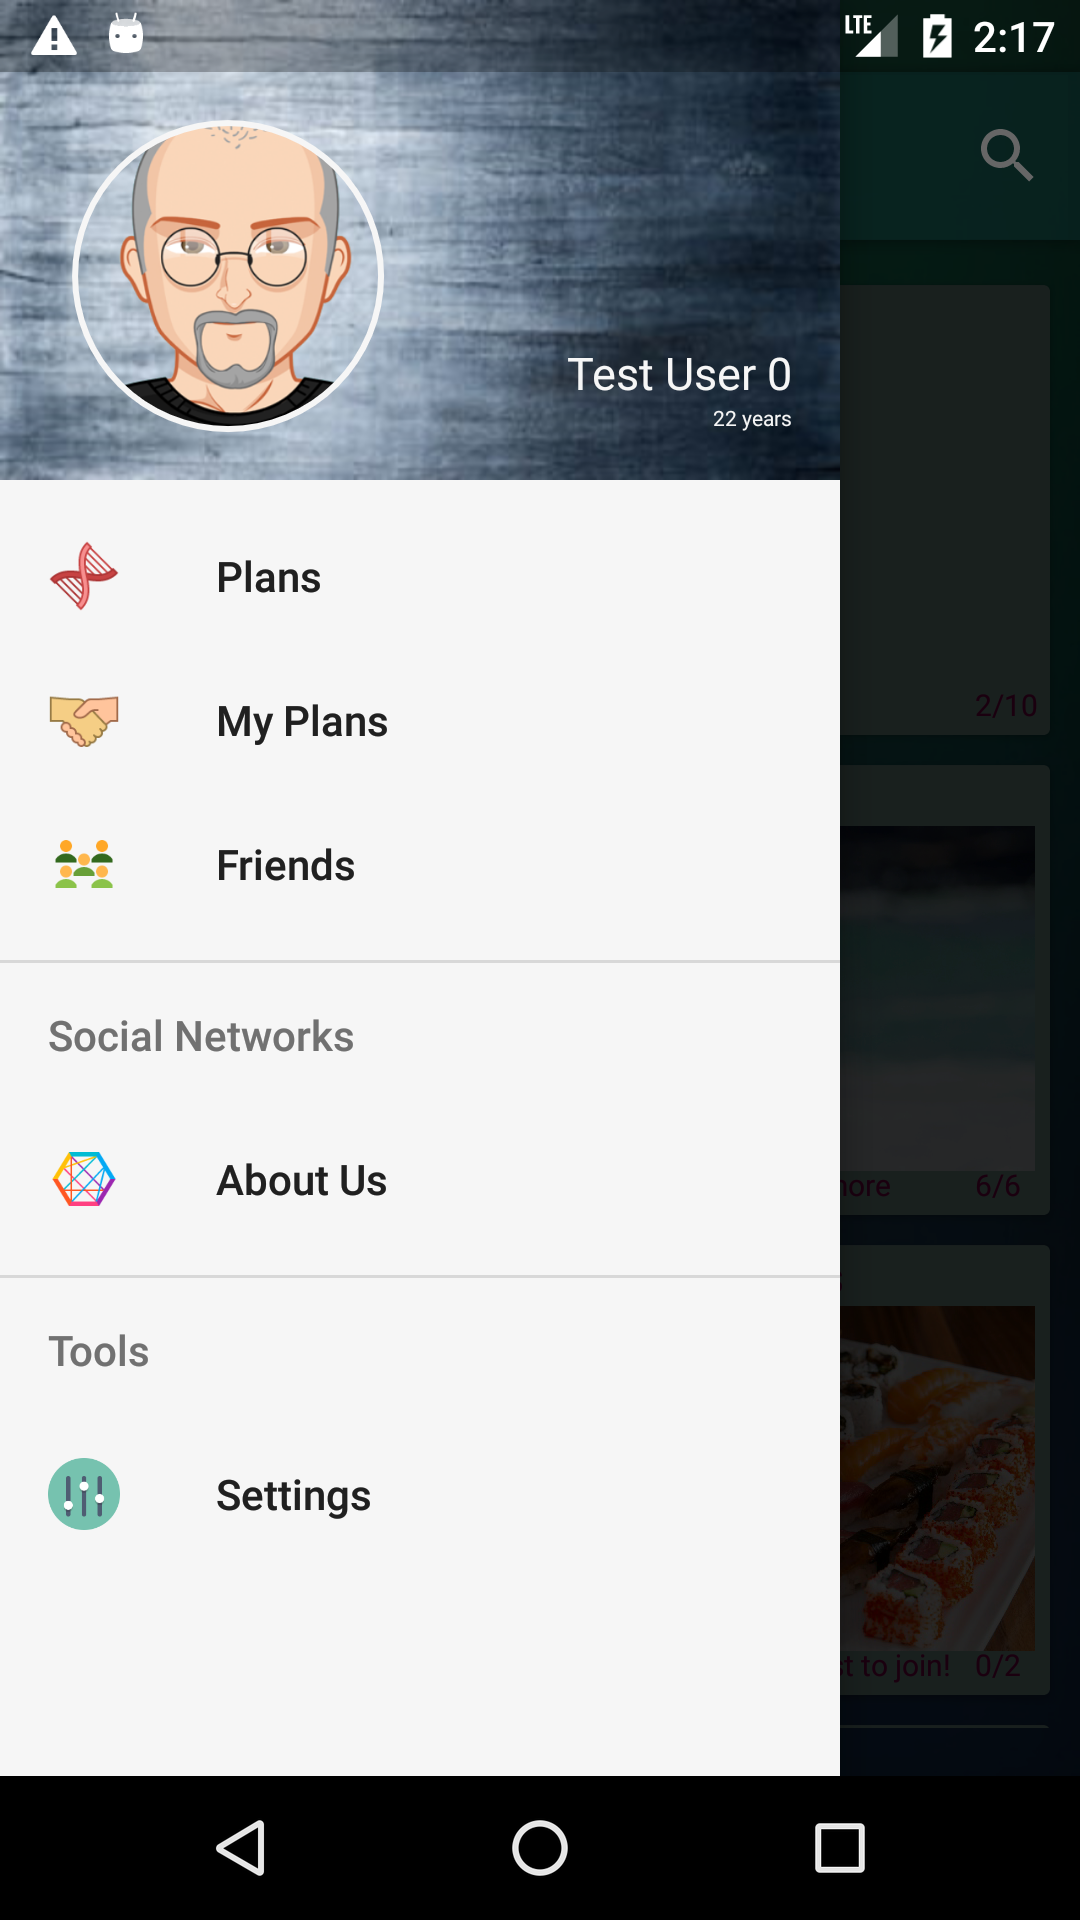 LTE 2:17
Test User 0
22 years
Plans
2/10
My Plans
Friends
Social Networks
About Us
6/6
Tools
Settings
to join! 0/2